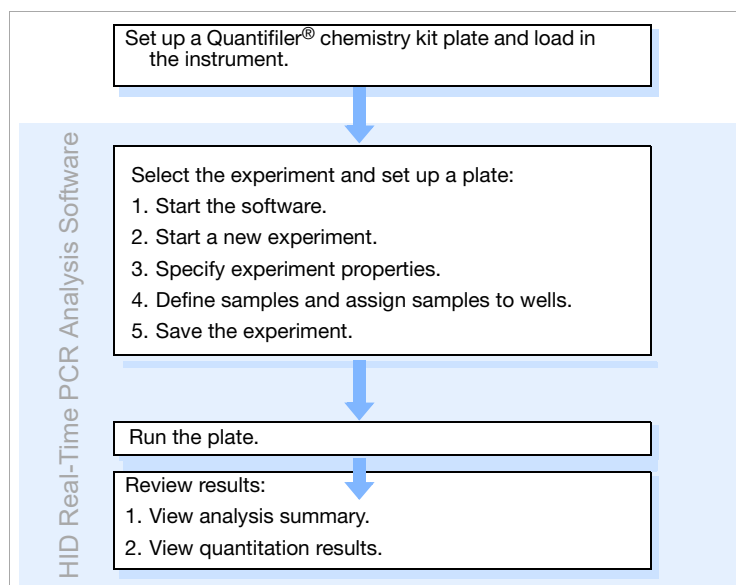 Set up a Quantifiler® chemistry kit plate and load in
the instrument.
HID Real-Time PCR Analysis Software
Select the experiment and set up a plate:
1. Start the software.
2. Start a new experiment.
3. Specify experiment properties.
4. Define samples and assign samples to wells.
5. Save the experiment.
Run the plate.
Review results:
1. View analysis summary.
2. View quantitation results.